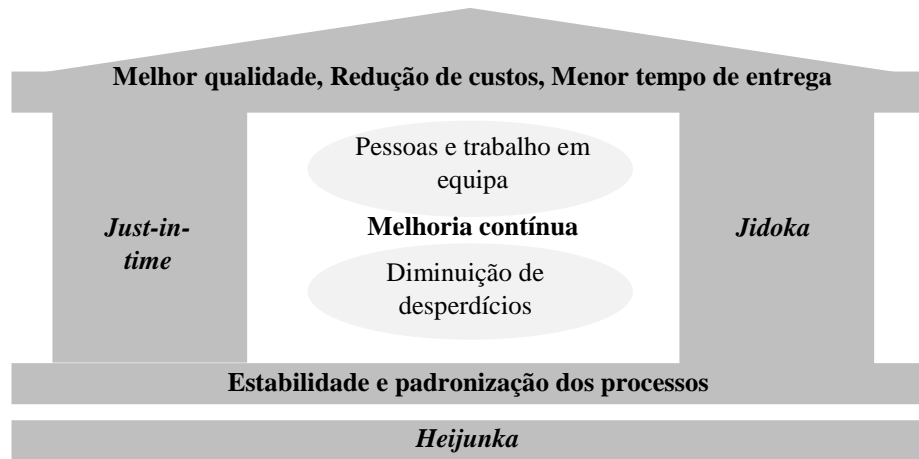 Melhor qualidade, Redução de custos, Menor tempo de entrega
Pessoas e trabalho em
equipa
Just-in-
time
Melhoria contínua
Jidoka
Diminuição de
desperdícios
Estabilidade e padronização dos processos
Heijunka